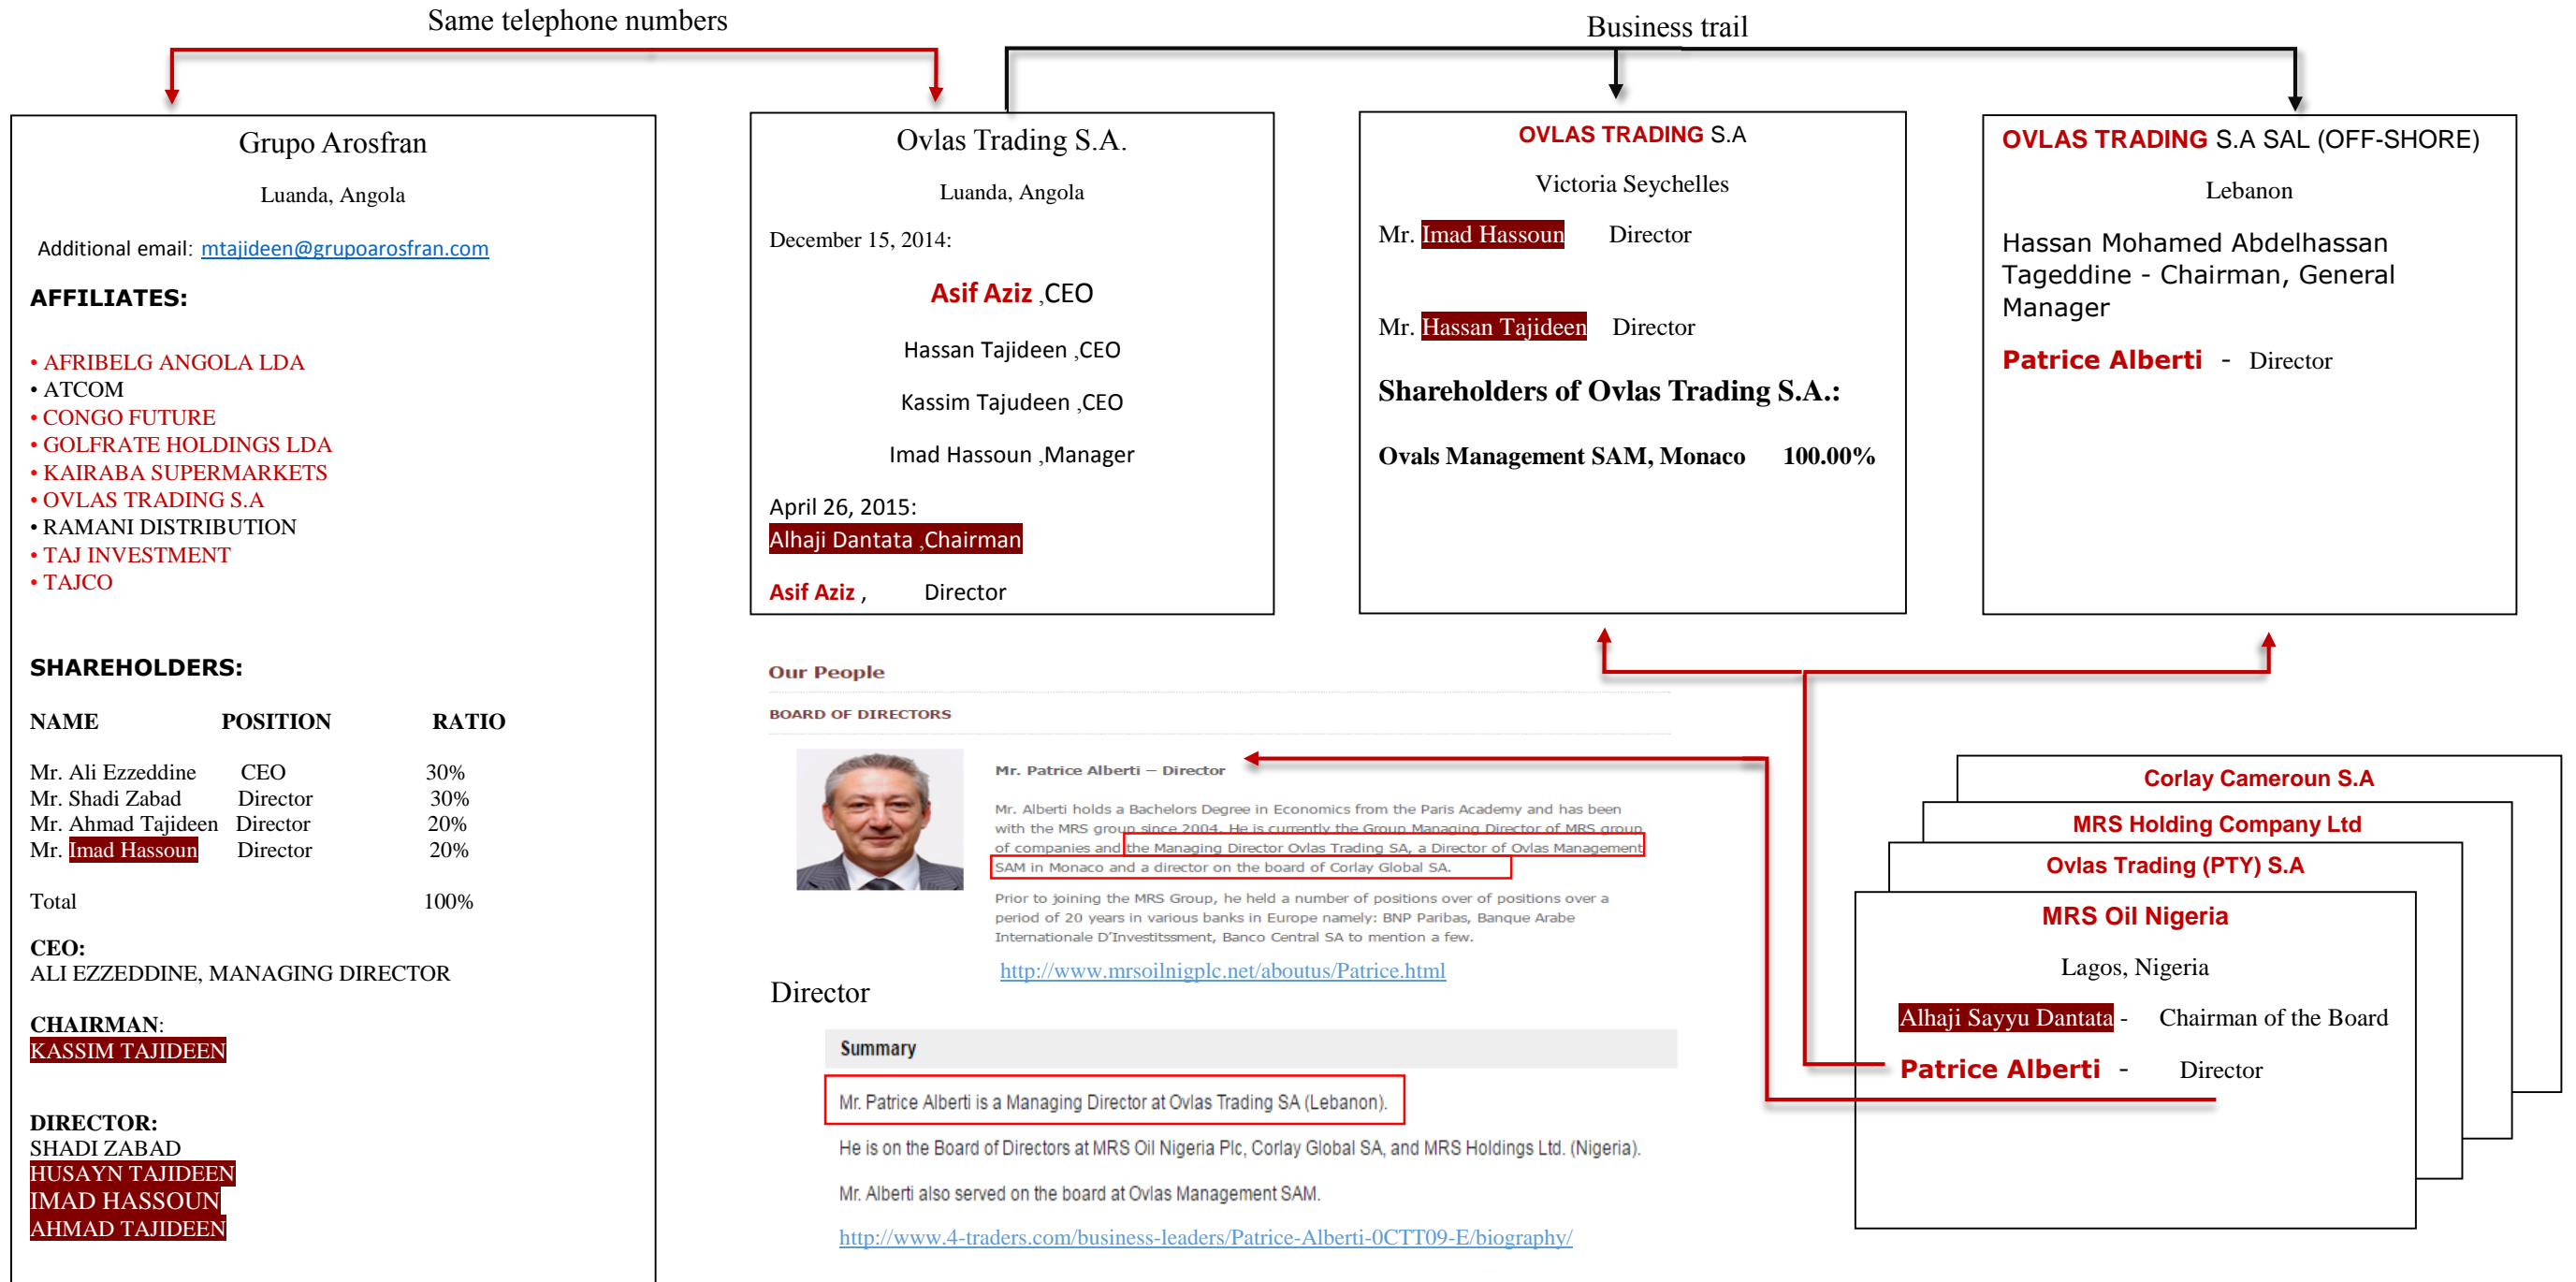 Same telephone numbers
Business trail
Grupo Arosfran
Luanda, Angola
Additional email: mtajideen@grupoarosfran.com
AFFILIATES:
• AFRIBELG ANGOLA LDA
• ATCOM
• CONGO FUTURE
• GOLFRATE HOLDINGS LDA
• KAIRABA SUPERMARKETS
• OVLAS TRADING S.A
• RAMANI DISTRIBUTION
• TAJ INVESTMENT
• TAJCO
SHAREHOLDERS:
NAME POSITION RATIO
Mr. Ali Ezzeddine CEO 30%
Mr. Shadi Zabad Director 30%
Mr. Ahmad Tajideen Director 20%
Mr. Imad Hassoun Director 20%
Total 100%
CEO:
ALI EZZEDDINE, MANAGING DIRECTOR
CHAIRMAN:
KASSIM TAJIDEEN
DIRECTOR:
SHADI ZABAD
HUSAYN TAJIDEEN
IMAD HASSOUN
AHMAD TAJIDEEN
Ovlas Trading S.A.
Luanda, Angola
December 15, 2014:
Asif Aziz ,CEO
Hassan Tajideen ,CEO
Kassim Tajudeen ,CEO
Imad Hassoun ,Manager
April 26, 2015:
Alhaji Dantata ,Chairman
Asif Aziz , Director
OVLAS TRADING S.A
Victoria Seychelles
Mr. Imad Hassoun Director
Mr. Hassan Tajideen Director
Shareholders of Ovlas Trading S.A.:
Ovals Management SAM, Monaco 100.00%
OVLAS TRADING S.A SAL (OFF-SHORE)
Lebanon
Hassan Mohamed Abdelhassan
Tageddine - Chairman, General
Manager
Patrice Alberti - Director
Our People
BOARD OF DIRECTORS
Mr. Patrice Alberti – Director
Mr. Alberti holds a Bachelors Degree in Economics from the Paris Academy and has been
with the MRS group since 2004. He is currently the Group Managing Director of MRS group
of companies and the Managing Director Ovlas Trading SA, a Director of Ovlas Management
SAM in Monaco and a director on the board of Corlay Global SA.
Prior to joining the MRS Group, he held a number of positions over of positions over a
period of 20 years in various banks in Europe namely: BNP Paribas, Banque Arabe
Internationale D'Investitssment, Banco Central SA to mention a few.
http://www.mrsoilnigplc.net/aboutus/Patrice.html
Director
Summary
Mr. Patrice Alberti is a Managing Director at Ovlas Trading SA (Lebanon).
He is on the Board of Directors at MRS Oil Nigeria Plc, Corlay Global SA, and MRS Holdings Ltd. (Nigeria).
Mr. Alberti also served on the board at Ovlas Management SAM.
http://www.4-traders.com/business-leaders/Patrice-Alberti-0CTT09-E/biography/
Corlay Cameroun S.A
MRS Holding Company Ltd
Ovlas Trading (PTY) S.A
MRS Oil Nigeria
Lagos, Nigeria
Alhaji Sayyu Dantata - Chairman of the Board
Patrice Alberti - Director